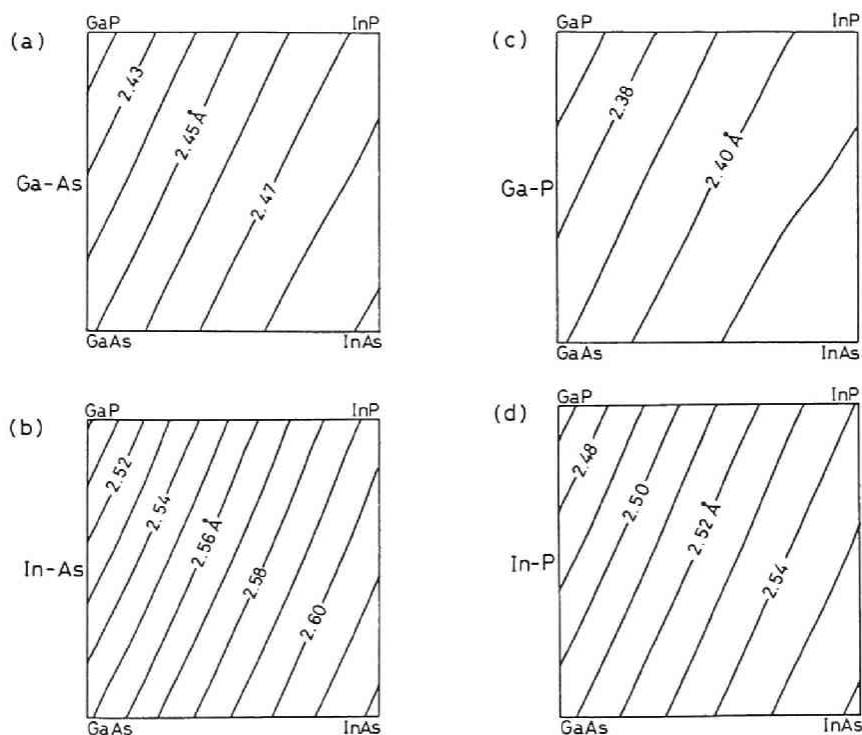 (a)
GaP InP
2.43
2.45 Å
2.47
Ga-As
GaAs InAs
(c)
GaP InP
2.38
2.40 Å
Ga-P
GaAs InAs
(b)
GaP InP
2.52
2.54
2.56 Å
2.58
2.60
In-As
GaAs InAs
(d)
GaP InP
2.48
2.50
2.52 Å
2.54
In-P
GaAs InAs